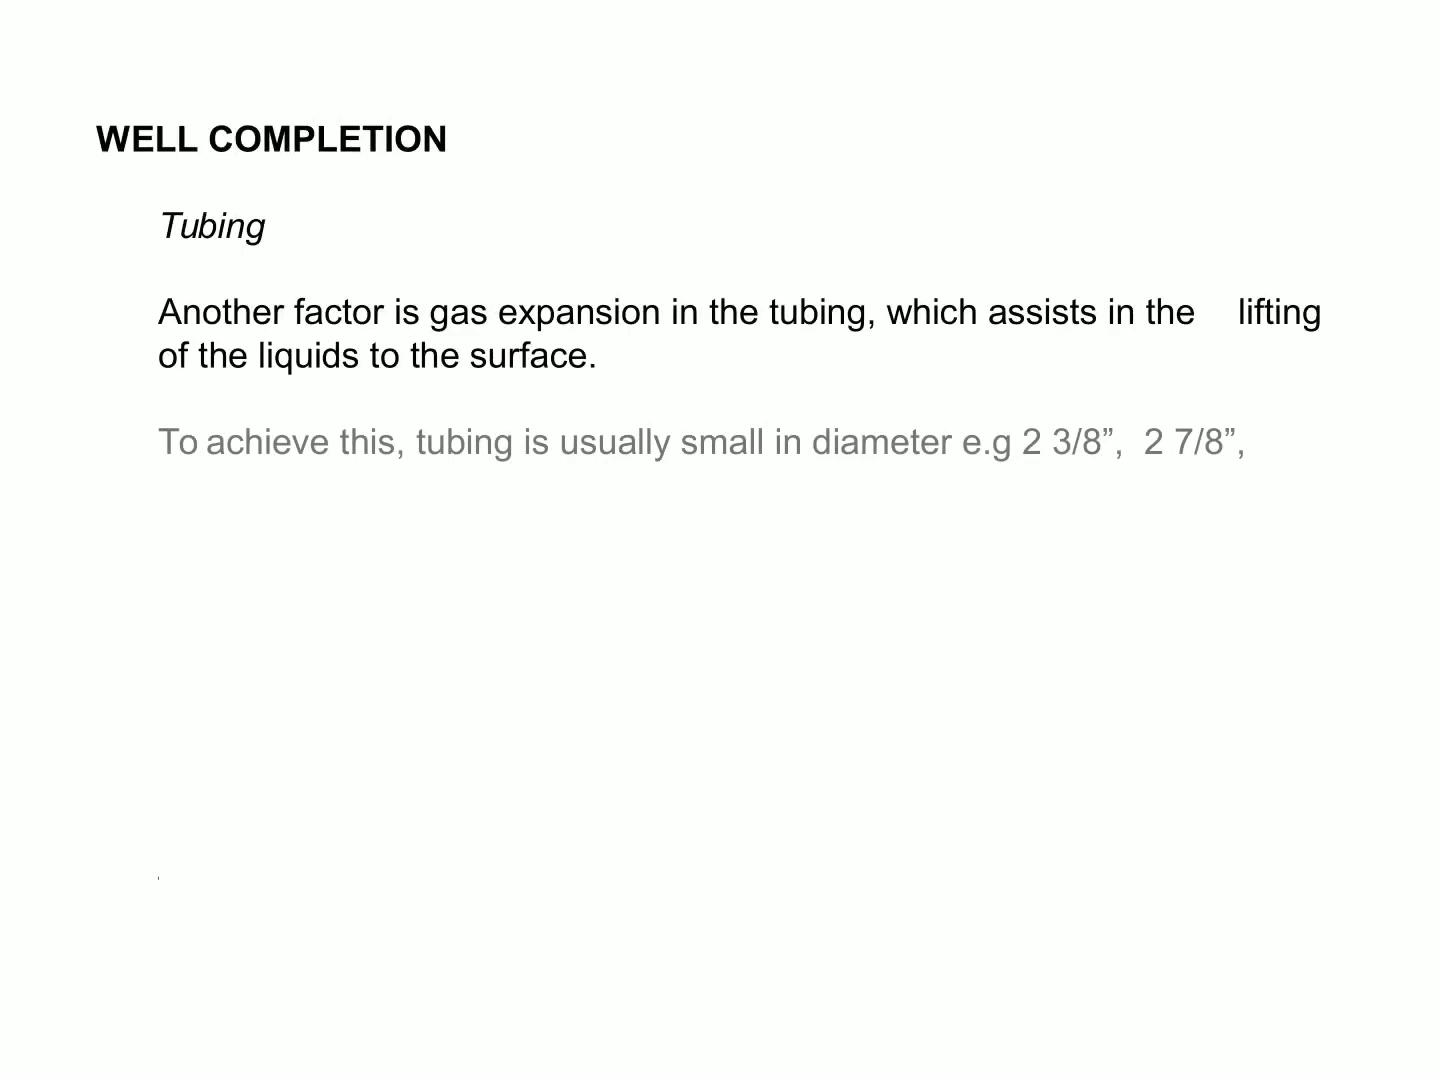 WELL COMPLETION
Tubing
Another factor is gas expansion in the tubing, which assists in the lifting
of the liquids to the surface.
To achieve this, tubing is usually small in diameter e.g 2 3/8”, 2 7/8”,